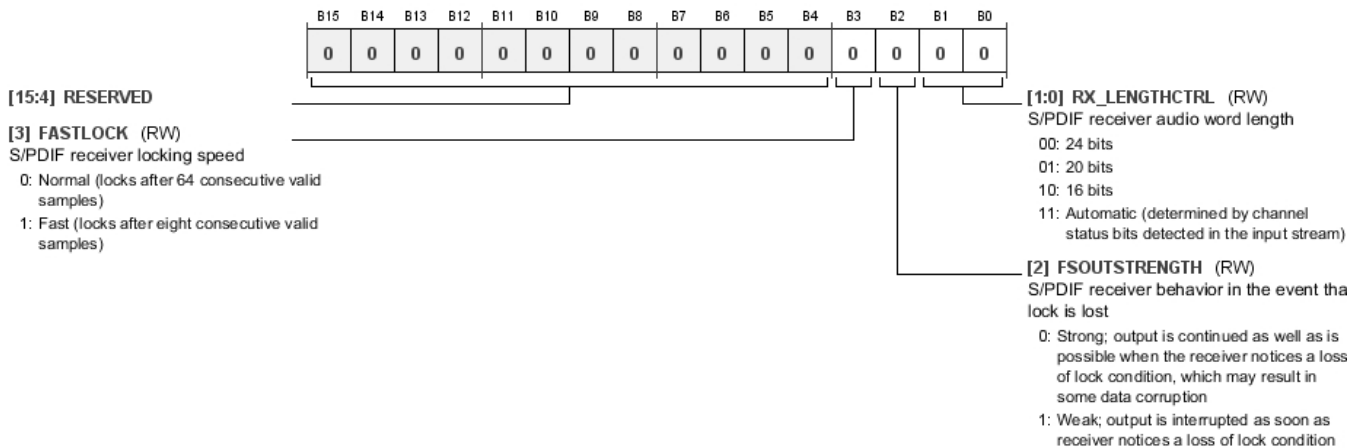 B15 B14 B13 B12 B11 B10 B9 B8 B7 B6 B5 B4 B3 B2 B1 B0
0 0 0 0 0 0 0 0 0 0 0 0 0 0 0 0
[15:4] RESERVED
[3] FASTLOCK (RW)
S/PDIF receiver locking speed
0: Normal (locks after 64 consecutive valid
samples)
1: Fast (locks after eight consecutive valid
samples)
[1:0] RX_LENGTHCTRL (RW)
S/PDIF receiver audio word length
00: 24 bits
01: 20 bits
10: 16 bits
11: Automatic (determined by channel
status bits detected in the input stream)
[2] FSOUTSTRENGTH (RW)
S/PDIF receiver behavior in the event tha
lock is lost
0: Strong; output is continued as well as is
possible when the receiver notices a loss
of lock condition, which may result in
some data corruption
1: Weak; output is interrupted as soon as
receiver notices a loss of lock condition